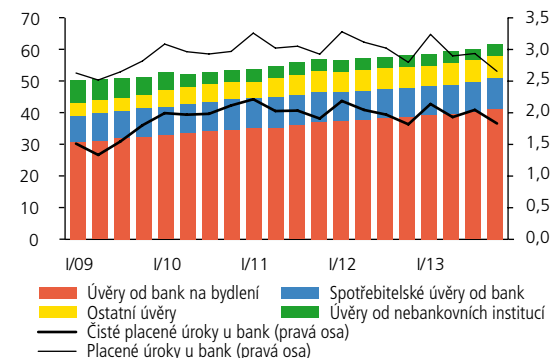 70 3,5
60 3,0
50 2,5
40 2,0
30 1,5
20 1,0
10 0,5
0 0,0
I/09 I/10 I/11 I/12 I/13
Úvěry od bank na bydlení Spotřebitelské úvěry od bank
Ostatní úvěry Úvěry od nebankovních institucí
Čisté placené úroky u bank (pravá osa)
Placené úroky u bank (pravá osa)